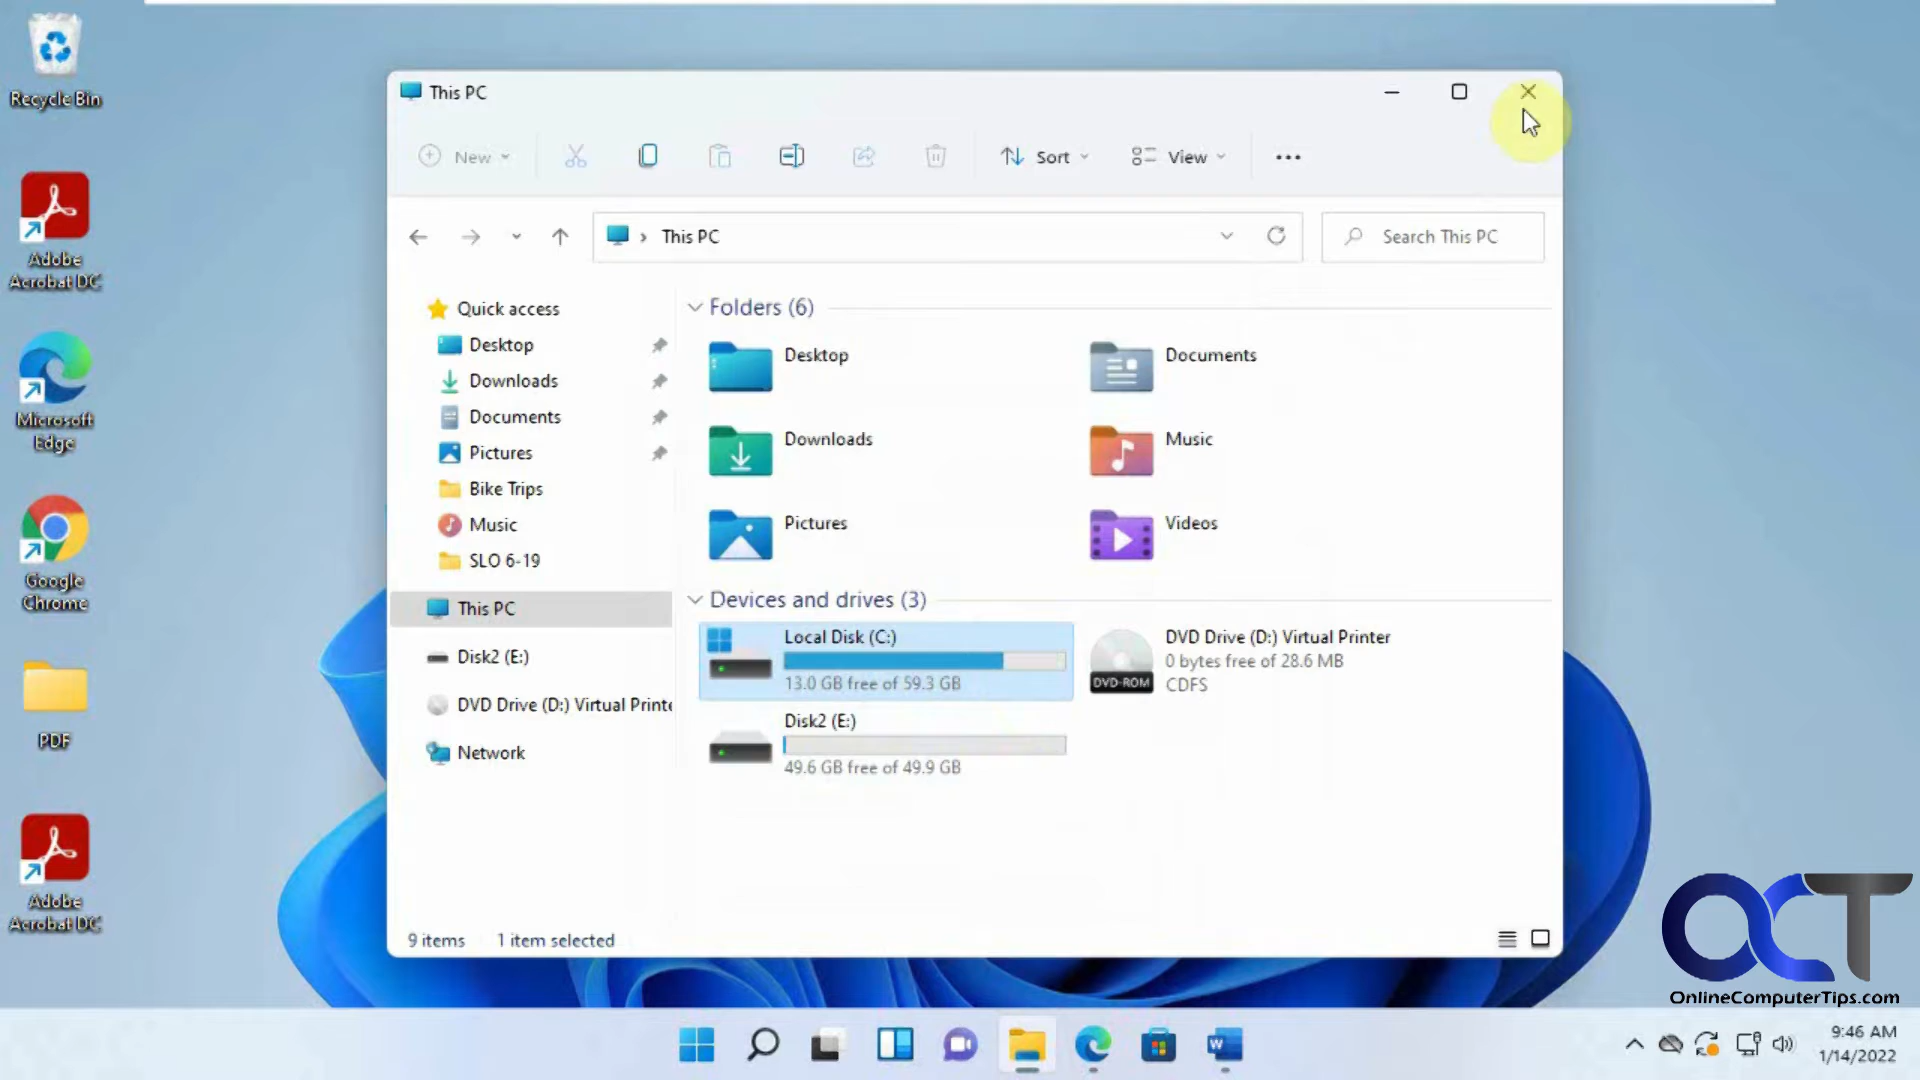 Recycle Bin
Adobe
Acrobat DC
Microsoft
Edge
Google
Chrome
PDF
Adobe
Acrobat DC
This PC
New
Sort
View
This PC
Search This PC
Quick access
Desktop
Downloads
Documents
Pictures
Bike Trips
Music
SLO 6-19
This PC
Disk2 (E:)
DVD Drive (D:) Virtual Printe
Network
Folders (6)
Desktop
Documents
Downloads
Music
Pictures
Videos
Devices and drives (3)
Local Disk (C:)
13.0 GB free of 59.3 GB
DVD-ROM
DVD Drive (D:) Virtual Printer
0 bytes free of 28.6 MB
CDFS
Disk2 (E:)
49.6 GB free of 49.9 GB
9 items
1 item selected
OCT
OnlineComputerTips.com
W
9:46 AM
1/14/2022